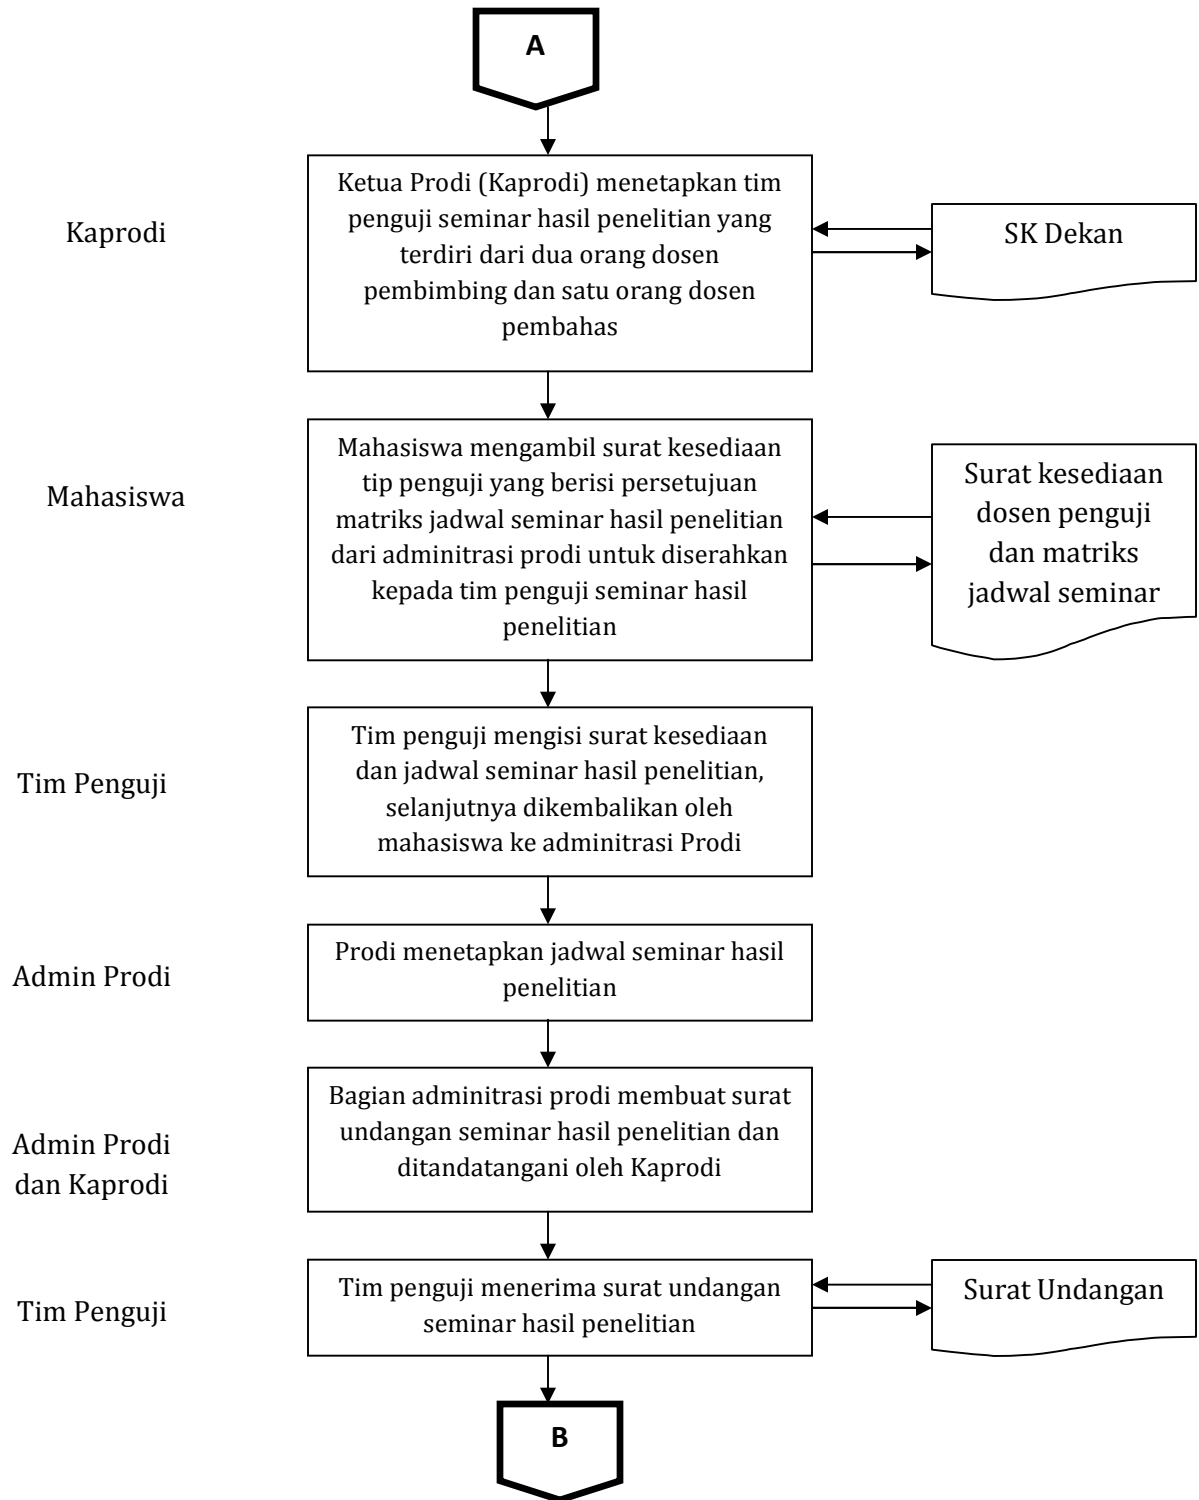 A
Kaprodi
Ketua Prodi (Kaprodi) menetapkan tim
penguji seminar hasil penelitian yang
terdiri dari dua orang dosen
pembimbing dan satu orang dosen
pembahas
SK Dekan
Mahasiswa
Mahasiswa mengambil surat kesediaan
tip penguji yang berisi persetujuan
matriks jadwal seminar hasil penelitian
dari adminitrasi prodi untuk diserahkan
kepada tim penguji seminar hasil
penelitian
Surat kesediaan
dosen penguji
dan matriks
jadwal seminar
Tim Penguji
Tim penguji mengisi surat kesediaan
dan jadwal seminar hasil penelitian,
selanjutnya dikembalikan oleh
mahasiswa ke adminitrasi Prodi
Admin Prodi
Prodi menetapkan jadwal seminar hasil
penelitian
Admin Prodi
dan Kaprodi
Bagian adminitrasi prodi membuat surat
undangan seminar hasil penelitian dan
ditandatangani oleh Kaprodi
Tim Penguji
Tim penguji menerima surat undangan
seminar hasil penelitian
Surat Undangan
B